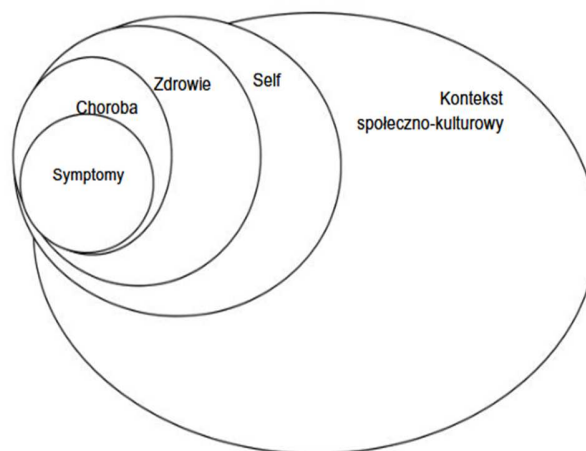 Zdrowie
Self
Choroba
Symptomy
Kontekst
społeczno-kulturowy